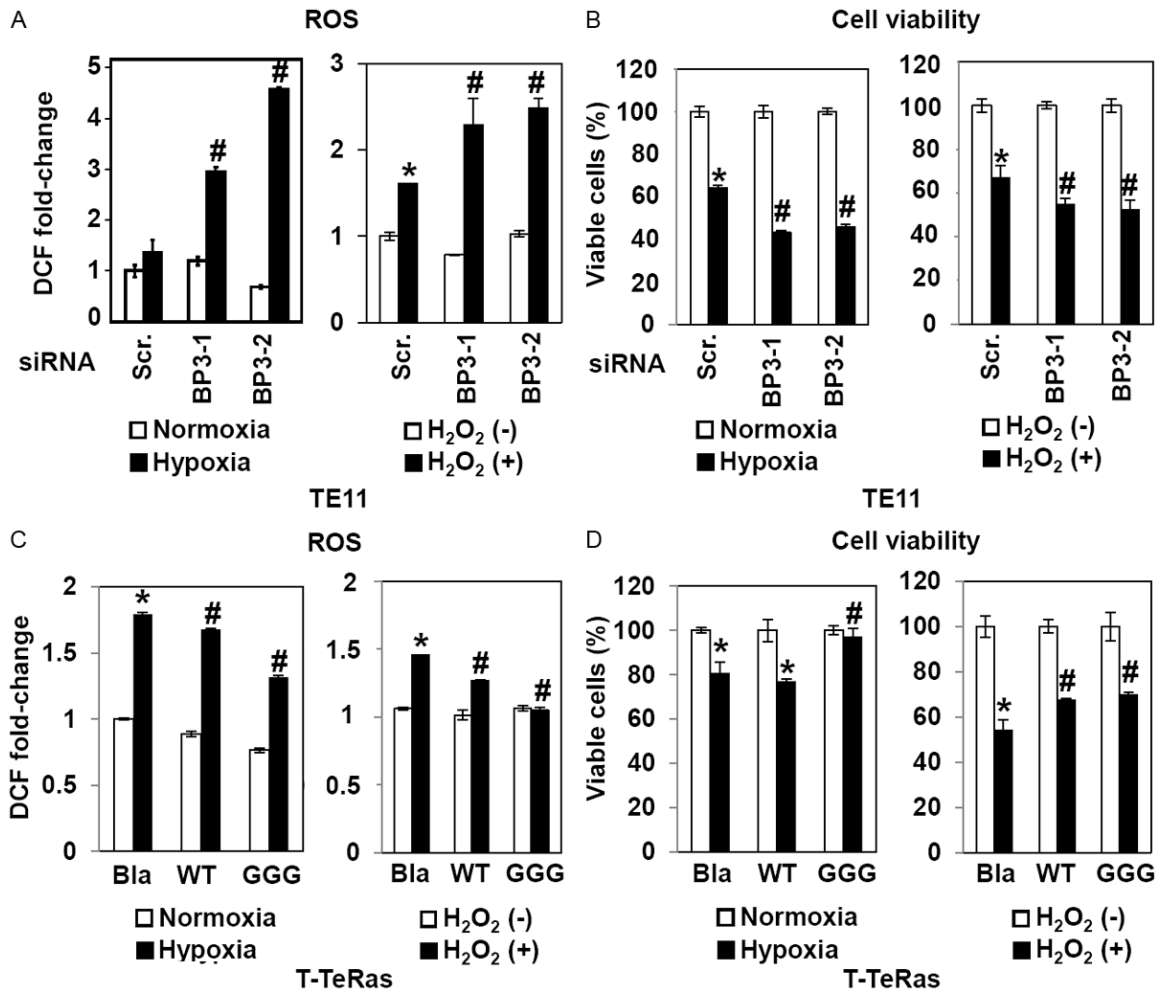 A
ROS
B
Cell viability
DCF fold-change
5
4
3
2
1
0
#
#
3
2
1
0
*
#
#
Viable cells (%)
120
100
80
60
40
20
0
*
#
#
120
100
80
60
40
20
0
*
#
#
siRNA
Scr.
BP3-1
BP3-2
Scr.
BP3-1
BP3-2
siRNA
Scr.
BP3-1
BP3-2
Scr.
BP3-1
BP3-2
Normoxia
Hypoxia
H2O2 (-)
H2O2 (+)
Normoxia
Hypoxia
H2O2 (-)
H2O2 (+)
TE11
TE11
C
ROS
D
Cell viability
DCF fold-change
2
1.5
1
0.5
0
*
#
#
2
1.5
1
0.5
0
*
#
#
Viable cells (%)
120
100
80
60
40
20
0
*
*
#
120
100
80
60
40
20
0
*
#
#
Bla WT GGG
Bla WT GGG
Bla WT GGG
Bla WT GGG
Normoxia
Hypoxia
H2O2 (-)
H2O2 (+)
Normoxia
Hypoxia
H2O2 (-)
H2O2 (+)
T-TeRas
T-TeRas